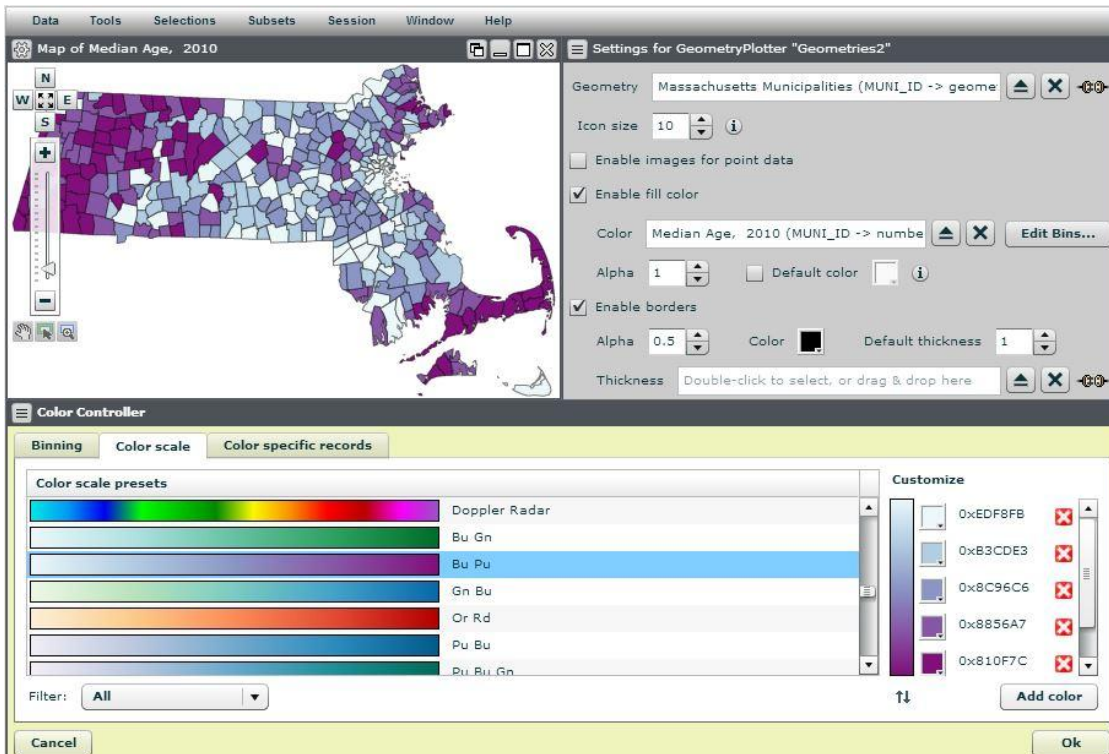 Data Tools Selections Subsets Session Window Help
Map of Median Age, 2010
N
W E
S
Settings for GeometryPlotter "Geometries2"
Geometry Massachusetts Municipalities (MUNI_ID -> geome
Icon size 10
Enable images for point data
Enable fill color
Color Median Age, 2010 (MUNI_ID -> numbe Edit Bins...
Alpha 1 Default color
Enable borders
Alpha 0.5 Color Default thickness 1
Thickness Double-click to select, or drag & drop here
Color Controller
Binning Color scale Color specific records
Color scale presets
Doppler Radar
Bu Gn
Bu Pu
Gn Bu
Or Rd
Pu Bu
Pu Bu Gn
Filter: All
Customize
0xEDF8FB
0xB3CDE3
0x8C96C6
0x8856A7
0x810F7C
Add color
Cancel Ok